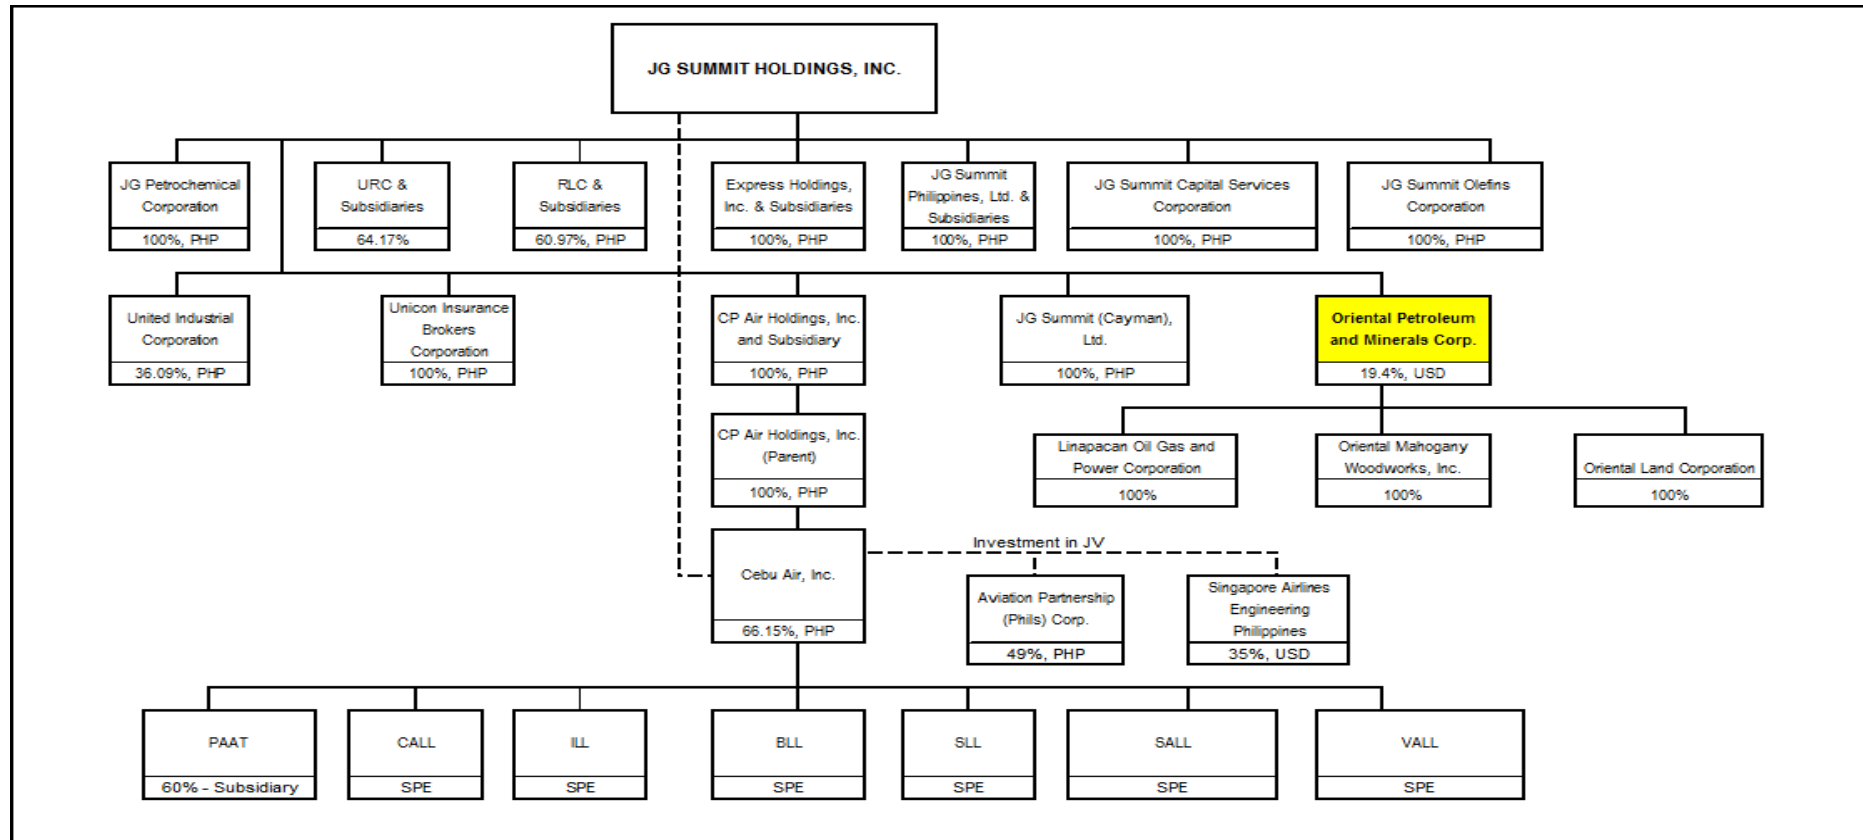 JG SUMMIT HOLDINGS, INC.
JG Petrochemical
Corporation
100%, PHP
URC &
Subsidiaries
64.17%
RLC &
Subsidiaries
60.97%, PHP
Express Holdings,
Inc. & Subsidiaries
100%, PHP
JG Summit
Philippines, Ltd. &
Subsidiaries
100%, PHP
JG Summit Capital Services
Corporation
100%, PHP
JG Summit Olefins
Corporation
100%, PHP
United Industrial
Corporation
36.09%, PHP
Unicon Insurance
Brokers
Corporation
100%, PHP
CP Air Holdings, Inc.
and Subsidiary
100%, PHP
JG Summit (Cayman),
Ltd.
100%, PHP
Oriental Petroleum
and Minerals Corp.
19.4%, USD
CP Air Holdings, Inc.
(Parent)
100%, PHP
Linapacan Oil Gas and
Power Corporation
100%
Oriental Mahogany
Woodworks, Inc.
100%
Oriental Land Corporation
100%
Cebu Air, Inc.
66.15%, PHP
Investment in JV
Aviation Partnership
(Phils) Corp.
49%, PHP
Singapore Airlines
Engineering
Philippines
35%, USD
PAAT
60% - Subsidiary
CALL
SPE
ILL
SPE
BLL
SPE
SLL
SPE
SALL
SPE
VALL
SPE